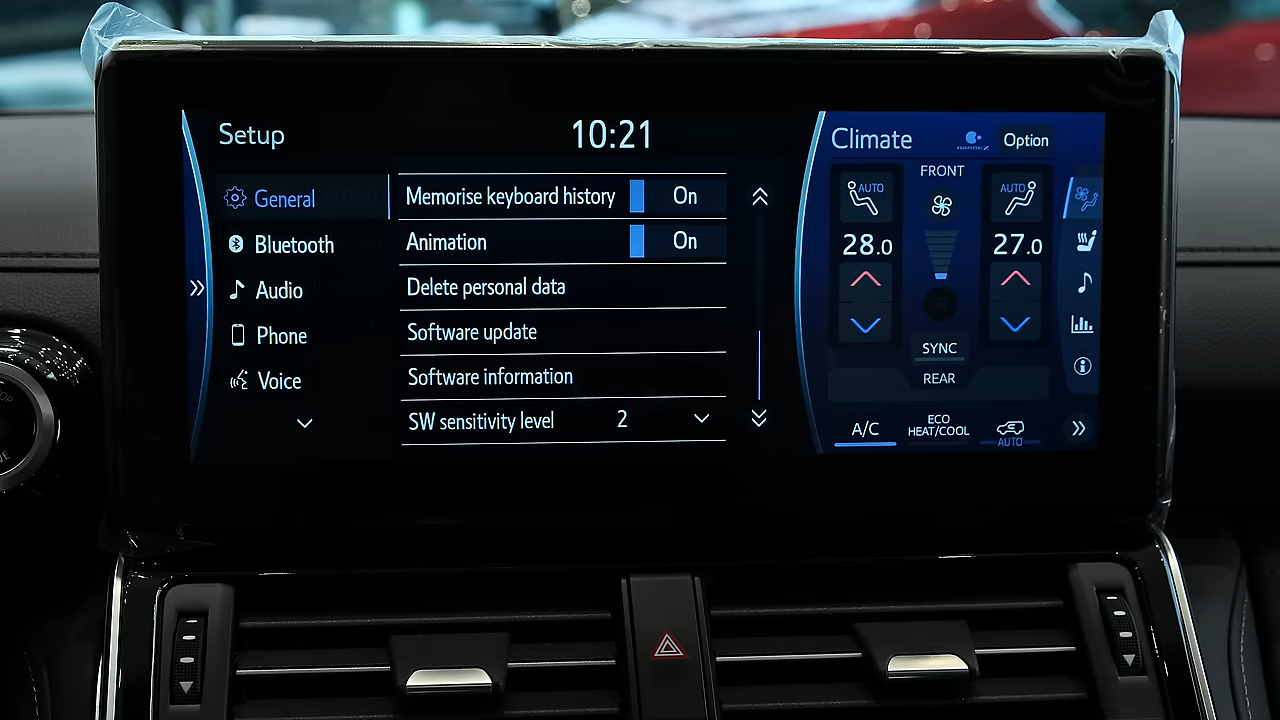 Setup
10:21
General
Bluetooth
Audio
Phone
Voice
Memorise keyboard history On
Animation On
Delete personal data
Software update
Software information
SW sensitivity level 2
Climate
nanoe X
Option
FRONT
AUTO
AUTO
28.0
27.0
SYNC
REAR
A/C
ECO
HEAT/COOL
AUTO